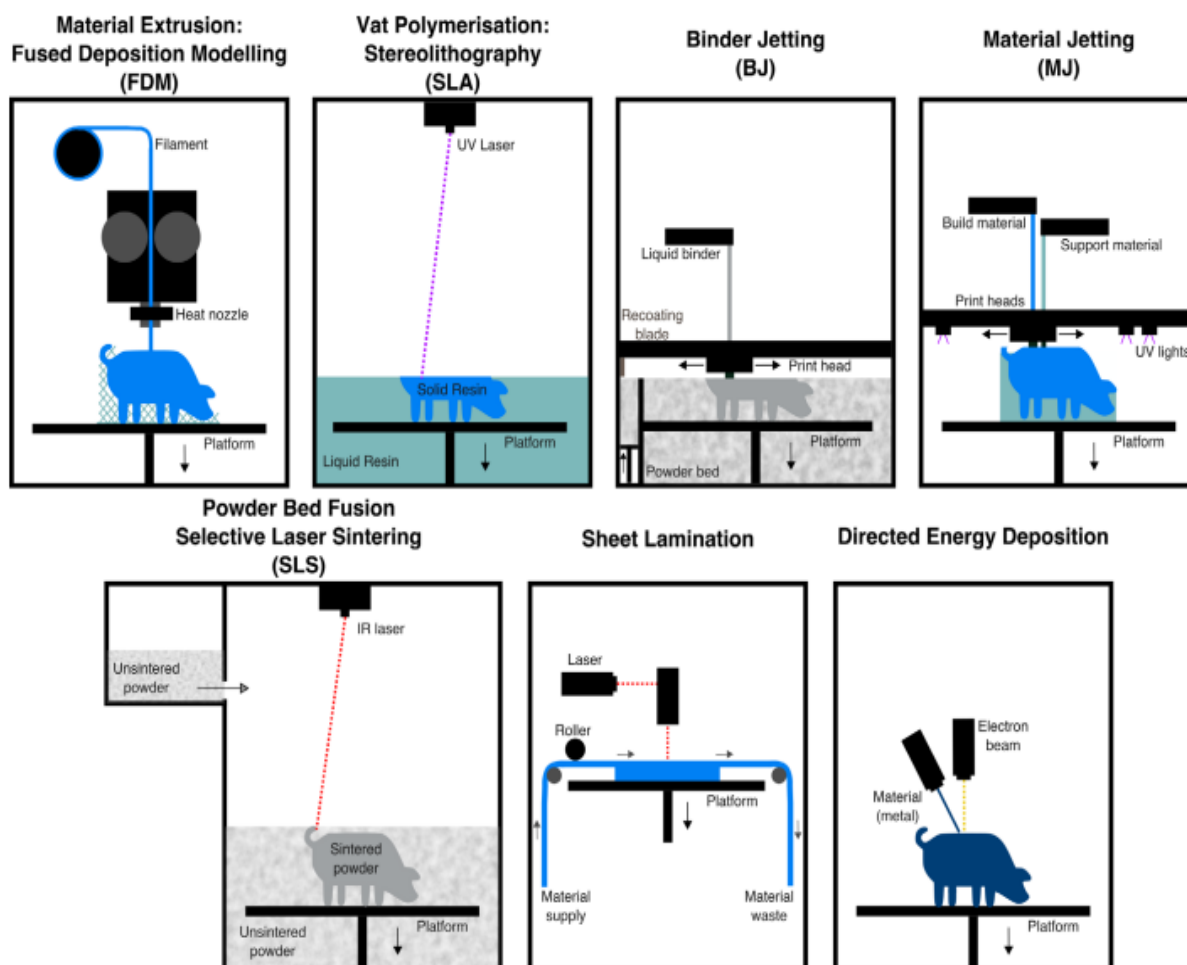 Material Extrusion:
Fused Deposition Modelling
(FDM)
Filament
Heat nozzle
Platform
Vat Polymerisation:
Stereolithography
(SLA)
UV Laser
Solid Resin
Platform
Liquid Resin
Binder Jetting
(BJ)
Liquid binder
Recoating
blade
Print head
Platform
Powder bed
Material Jetting
(MJ)
Build material
Support material
Print heads
UV lights
Platform
Powder Bed Fusion
Selective Laser Sintering
(SLS)
IR laser
Unsintered
powder
Sintered
powder
Platform
Unsintered
powder
Sheet Lamination
Laser
Roller
Platform
Material
supply
Material
waste
Directed Energy Deposition
Electron
beam
Material
(metal)
Platform